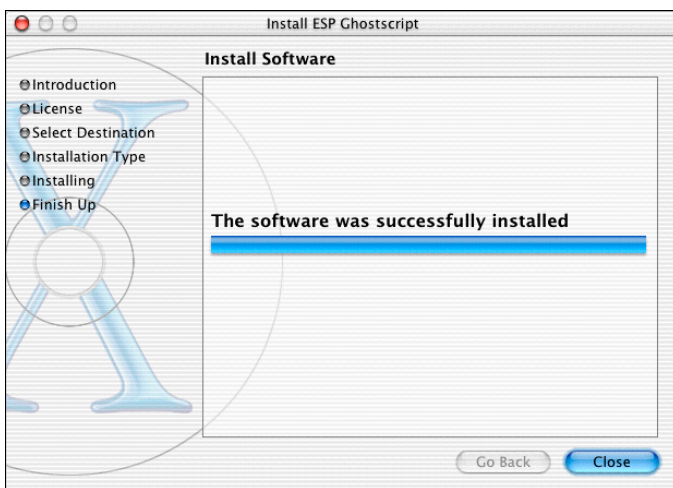 Install ESP Ghostscript
Install Software
Introduction
License
Select Destination
Installation Type
Installing
Finish Up
The software was successfully installed
Go Back
Close